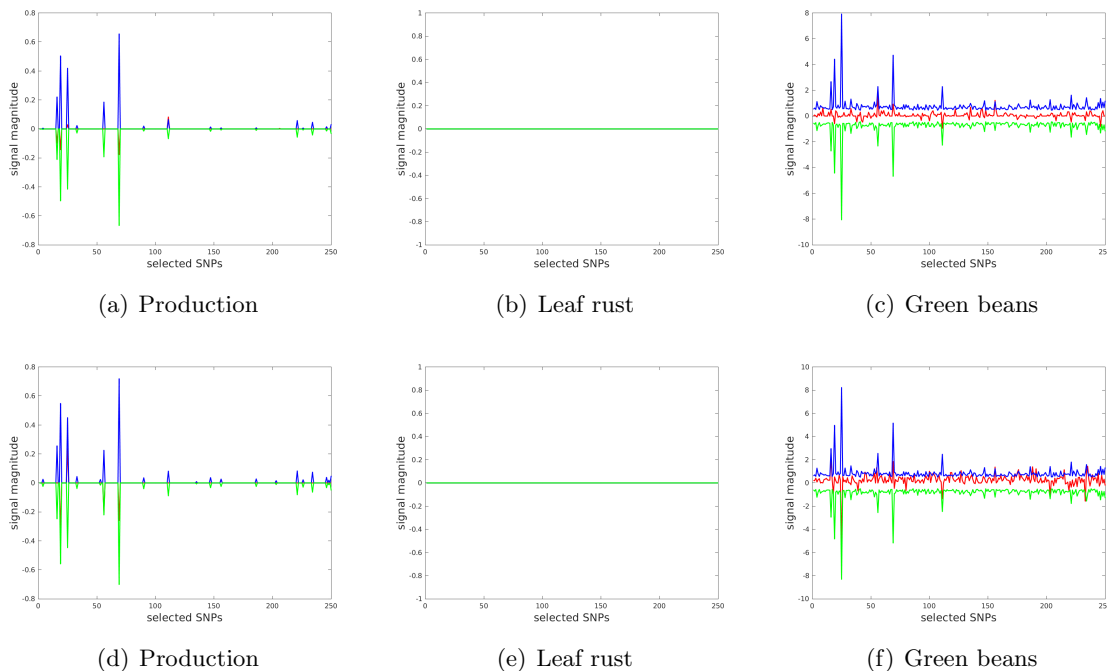 0.8
0.6
0.4
0.2
0
-0.2
-0.4
-0.6
-0.8
signal magnitude
0 50 100 150 200 250
selected SNPs
(a) Production
1
0.8
0.6
0.4
0.2
0
-0.2
-0.4
-0.6
-0.8
-1
signal magnitude
0 50 100 150 200 250
selected SNPs
(b) Leaf rust
8
6
4
2
0
-2
-4
-6
-8
-10
signal magnitude
0 50 100 150 200 250
selected SNPs
(c) Green beans
0.8
0.6
0.4
0.2
0
-0.2
-0.4
-0.6
-0.8
signal magnitude
0 50 100 150 200 250
selected SNPs
(d) Production
1
0.8
0.6
0.4
0.2
0
-0.2
-0.4
-0.6
-0.8
-1
signal magnitude
0 50 100 150 200 250
selected SNPs
(e) Leaf rust
10
8
6
4
2
0
-2
-4
-6
-8
-10
signal magnitude
0 50 100 150 200 250
selected SNPs
(f) Green beans